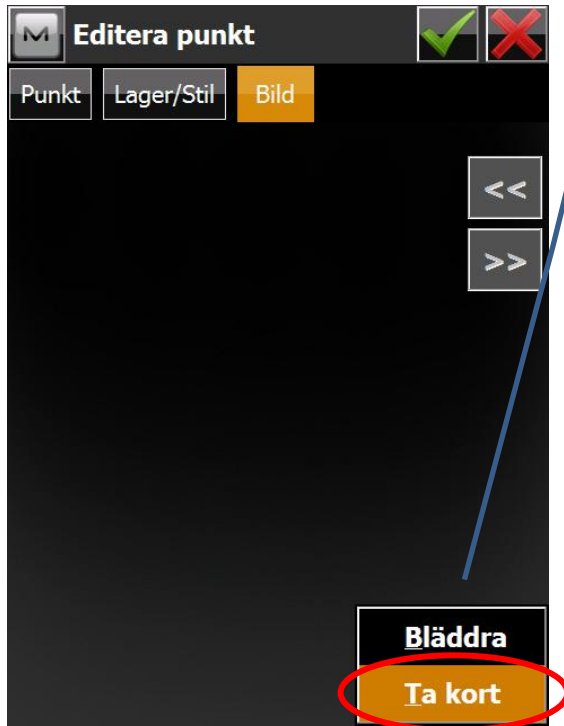 Editera punkt
Punkt Lager/Stil Bild
<<
>>
Bläddra
Ta kort